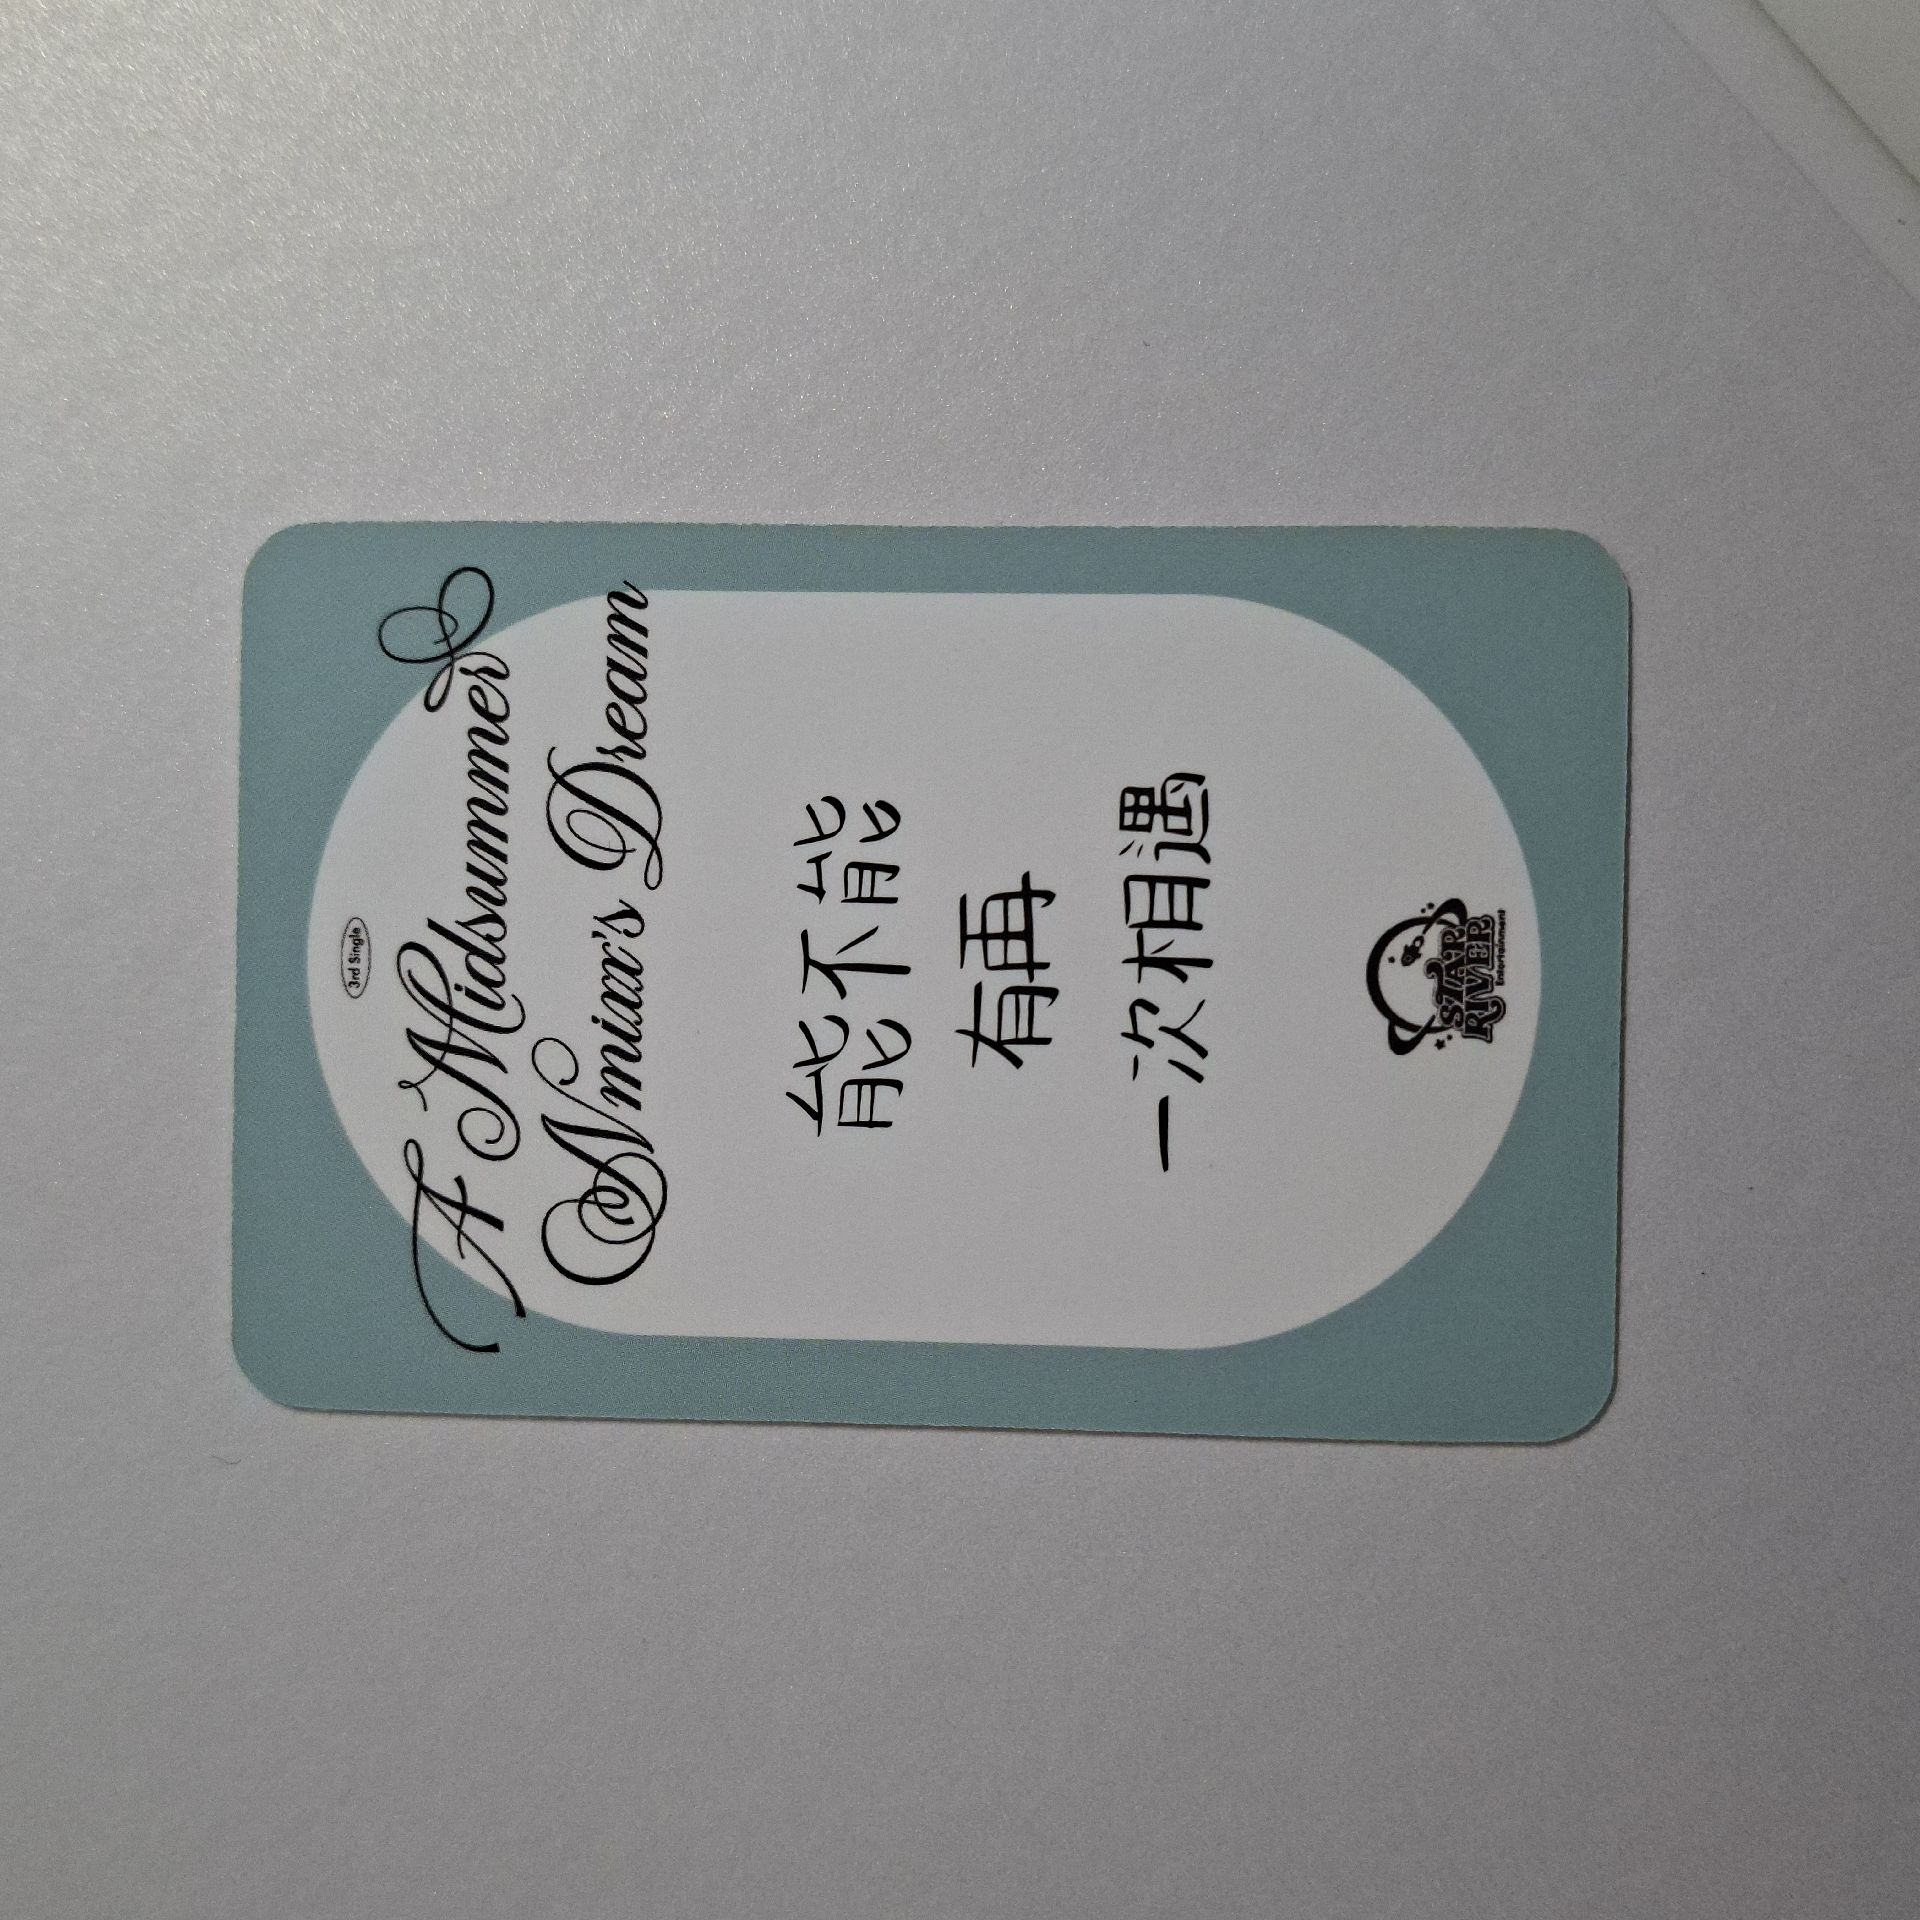 3rd Single
A Midsummer
Nmixx's Dream
能不能
有再
一次相遇
STAR
RIVER
Entertainment